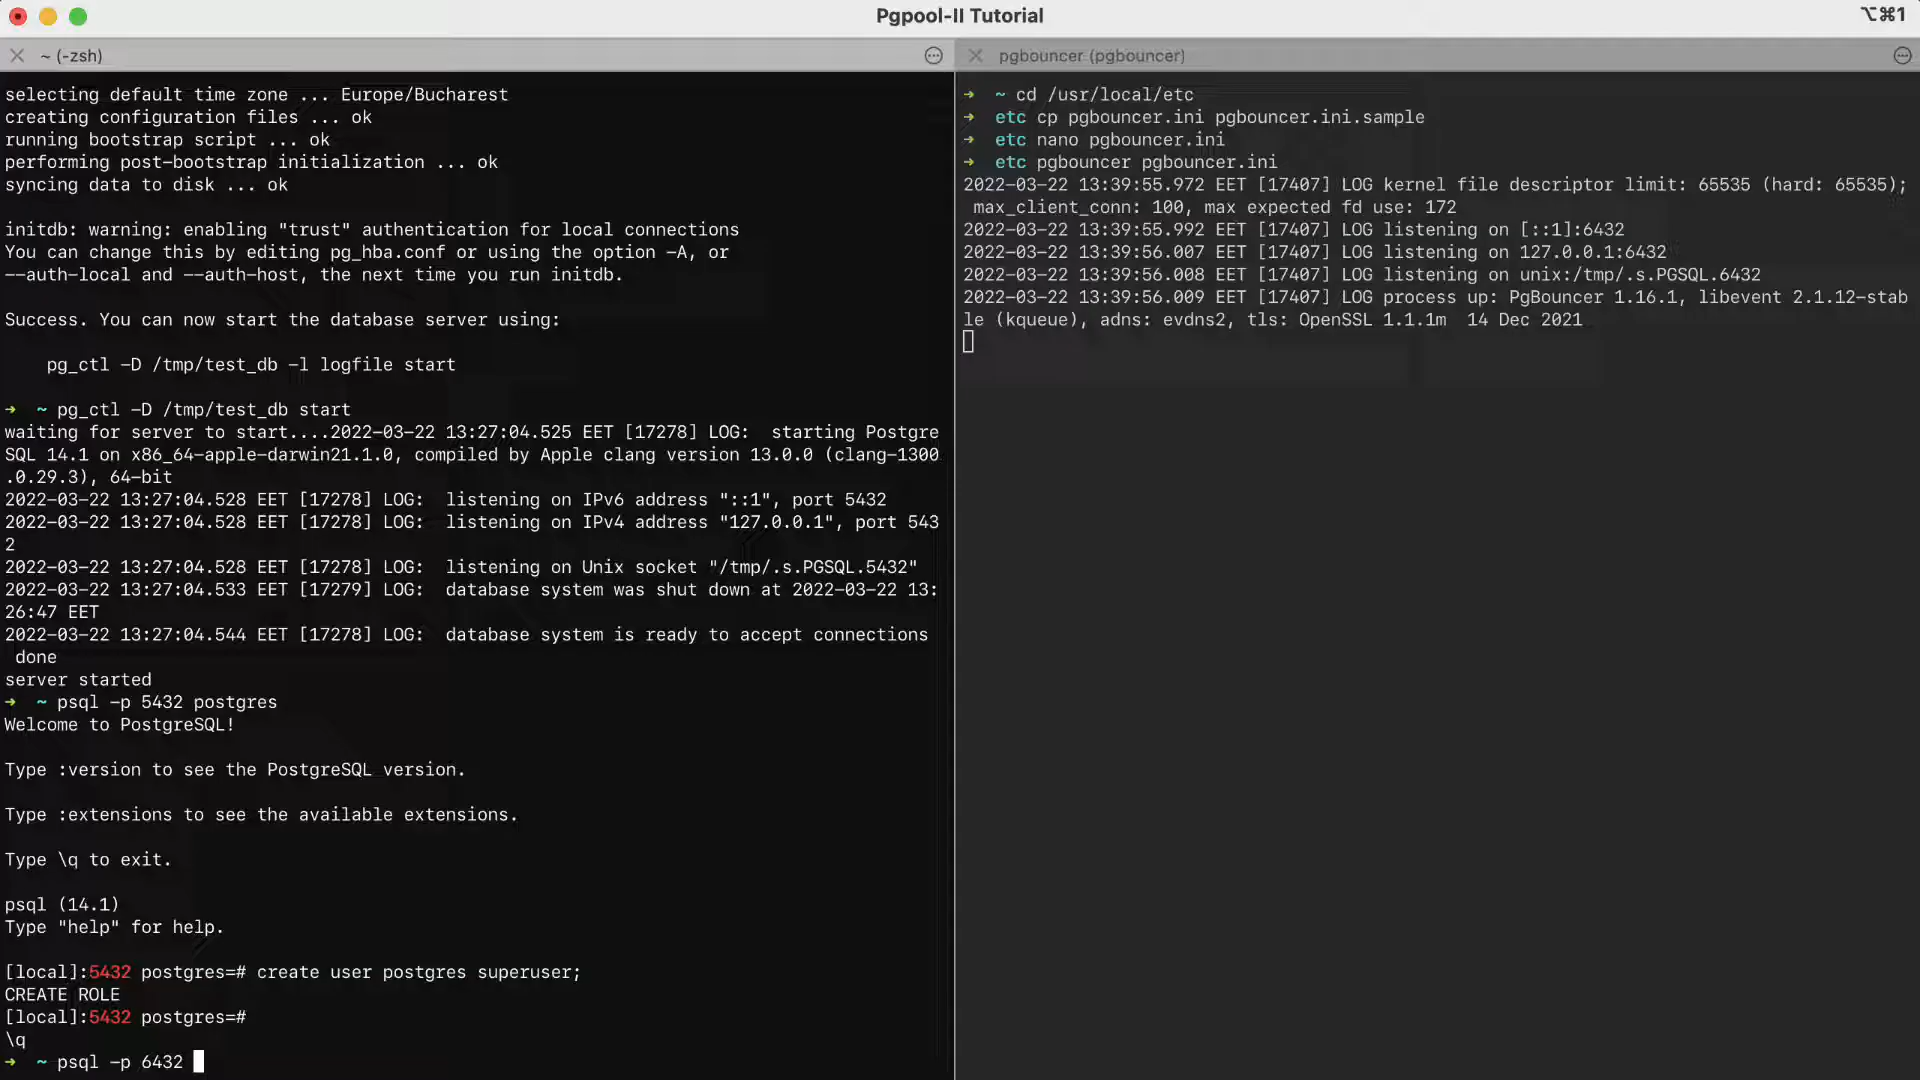 Pgpool-II Tutorial
⌥⌘1
~ (-zsh)
selecting default time zone ... Europe/Bucharest
creating configuration files ... ok
running bootstrap script ... ok
performing post-bootstrap initialization ... ok
syncing data to disk ... ok
initdb: warning: enabling "trust" authentication for local connections
You can change this by editing pg_hba.conf or using the option -A, or
--auth-local and --auth-host, the next time you run initdb.
Success. You can now start the database server using:
pg_ctl -D /tmp/test_db -l logfile start
➜ ~ pg_ctl -D /tmp/test_db start
waiting for server to start....2022-03-22 13:27:04.525 EET [17278] LOG:  starting Postgre
SQL 14.1 on x86_64-apple-darwin21.1.0, compiled by Apple clang version 13.0.0 (clang-1300
.0.29.3), 64-bit
2022-03-22 13:27:04.528 EET [17278] LOG:  listening on IPv6 address "::1", port 5432
2022-03-22 13:27:04.528 EET [17278] LOG:  listening on IPv4 address "127.0.0.1", port 543
2
2022-03-22 13:27:04.528 EET [17278] LOG:  listening on Unix socket "/tmp/.s.PGSQL.5432"
2022-03-22 13:27:04.533 EET [17279] LOG:  database system was shut down at 2022-03-22 13:
26:47 EET
2022-03-22 13:27:04.544 EET [17278] LOG:  database system is ready to accept connections
done
server started
➜ ~ psql -p 5432 postgres
Welcome to PostgreSQL!
Type :version to see the PostgreSQL version.
Type :extensions to see the available extensions.
Type \q to exit.
psql (14.1)
Type "help" for help.
[local]:5432 postgres=# create user postgres superuser;
CREATE ROLE
[local]:5432 postgres=#
\q
➜ ~ psql -p 6432
pgbouncer (pgbouncer)
➜ ~ cd /usr/local/etc
➜ etc cp pgbouncer.ini pgbouncer.ini.sample
➜ etc nano pgbouncer.ini
➜ etc pgbouncer pgbouncer.ini
2022-03-22 13:39:55.972 EET [17407] LOG kernel file descriptor limit: 65535 (hard: 65535);
max_client_conn: 100, max expected fd use: 172
2022-03-22 13:39:55.992 EET [17407] LOG listening on [::1]:6432
2022-03-22 13:39:56.007 EET [17407] LOG listening on 127.0.0.1:6432
2022-03-22 13:39:56.008 EET [17407] LOG listening on unix:/tmp/.s.PGSQL.6432
2022-03-22 13:39:56.009 EET [17407] LOG process up: PgBouncer 1.16.1, libevent 2.1.12-stab
le (kqueue), adns: evdns2, tls: OpenSSL 1.1.1m  14 Dec 2021